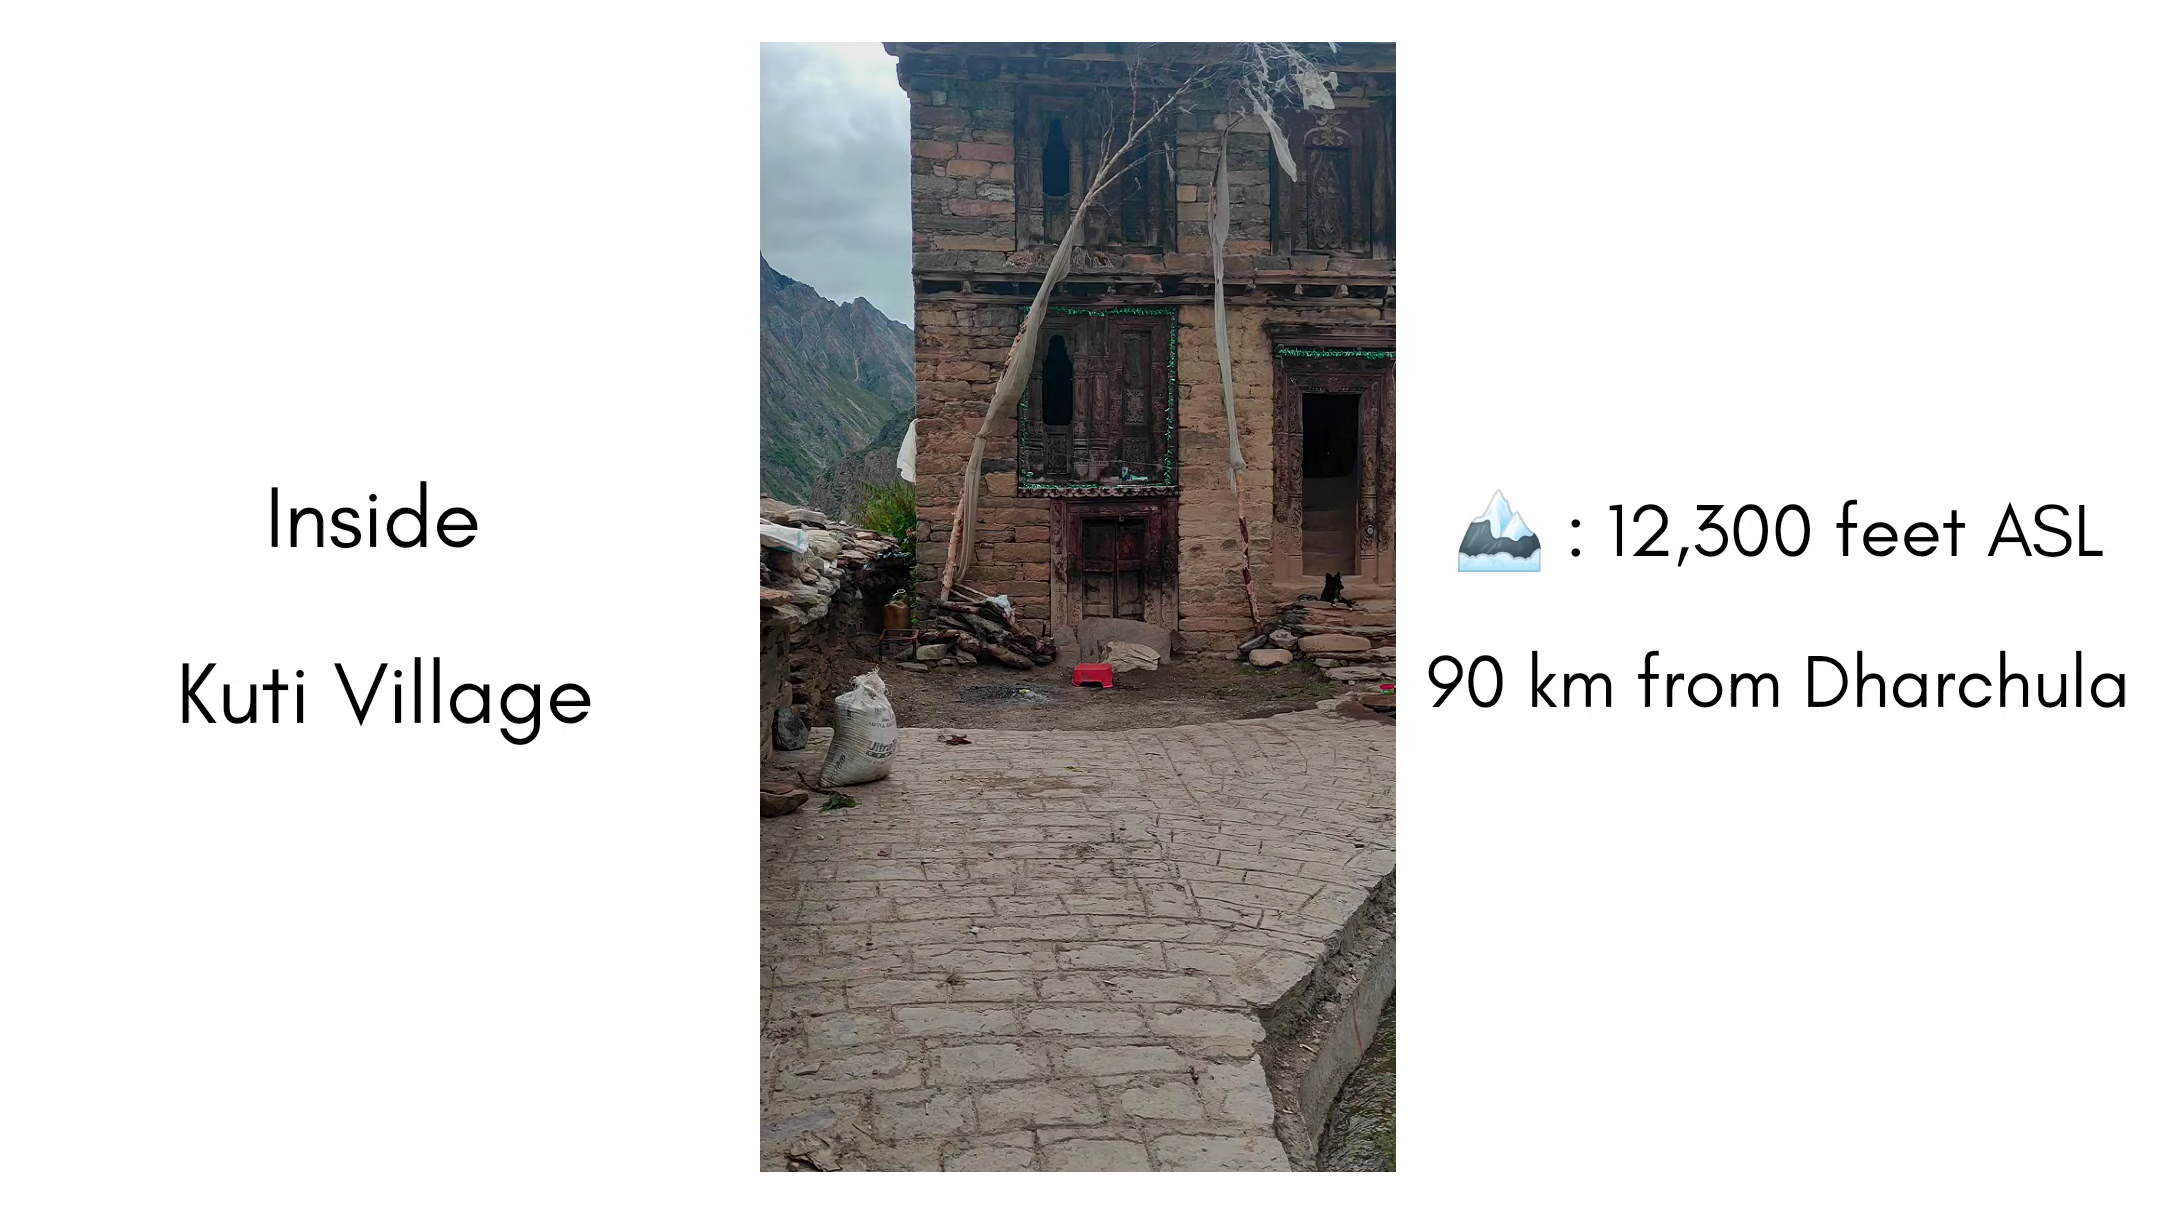 Inside
Kuti Village
: 12,300 feet ASL
90 km from Dharchula